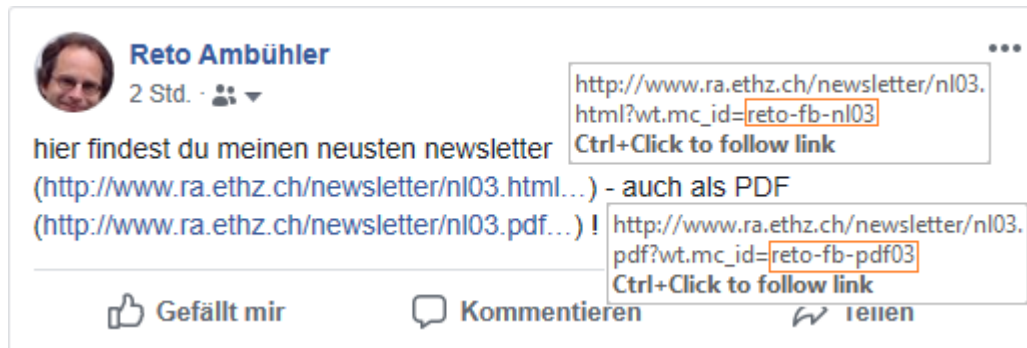 Reto Ambühler
2 Std. ·
http://www.ra.ethz.ch/newsletter/nl03.
html?wt.mc_id=reto-fb-nl03
Ctrl+Click to follow link
hier findest du meinen neusten newsletter
(http://www.ra.ethz.ch/newsletter/nl03.html…) - auch als PDF
(http://www.ra.ethz.ch/newsletter/nl03.pdf…) !
http://www.ra.ethz.ch/newsletter/nl03.
pdf?wt.mc_id=reto-fb-pdf03
Ctrl+Click to follow link
Gefällt mir
Kommentieren
Teilen